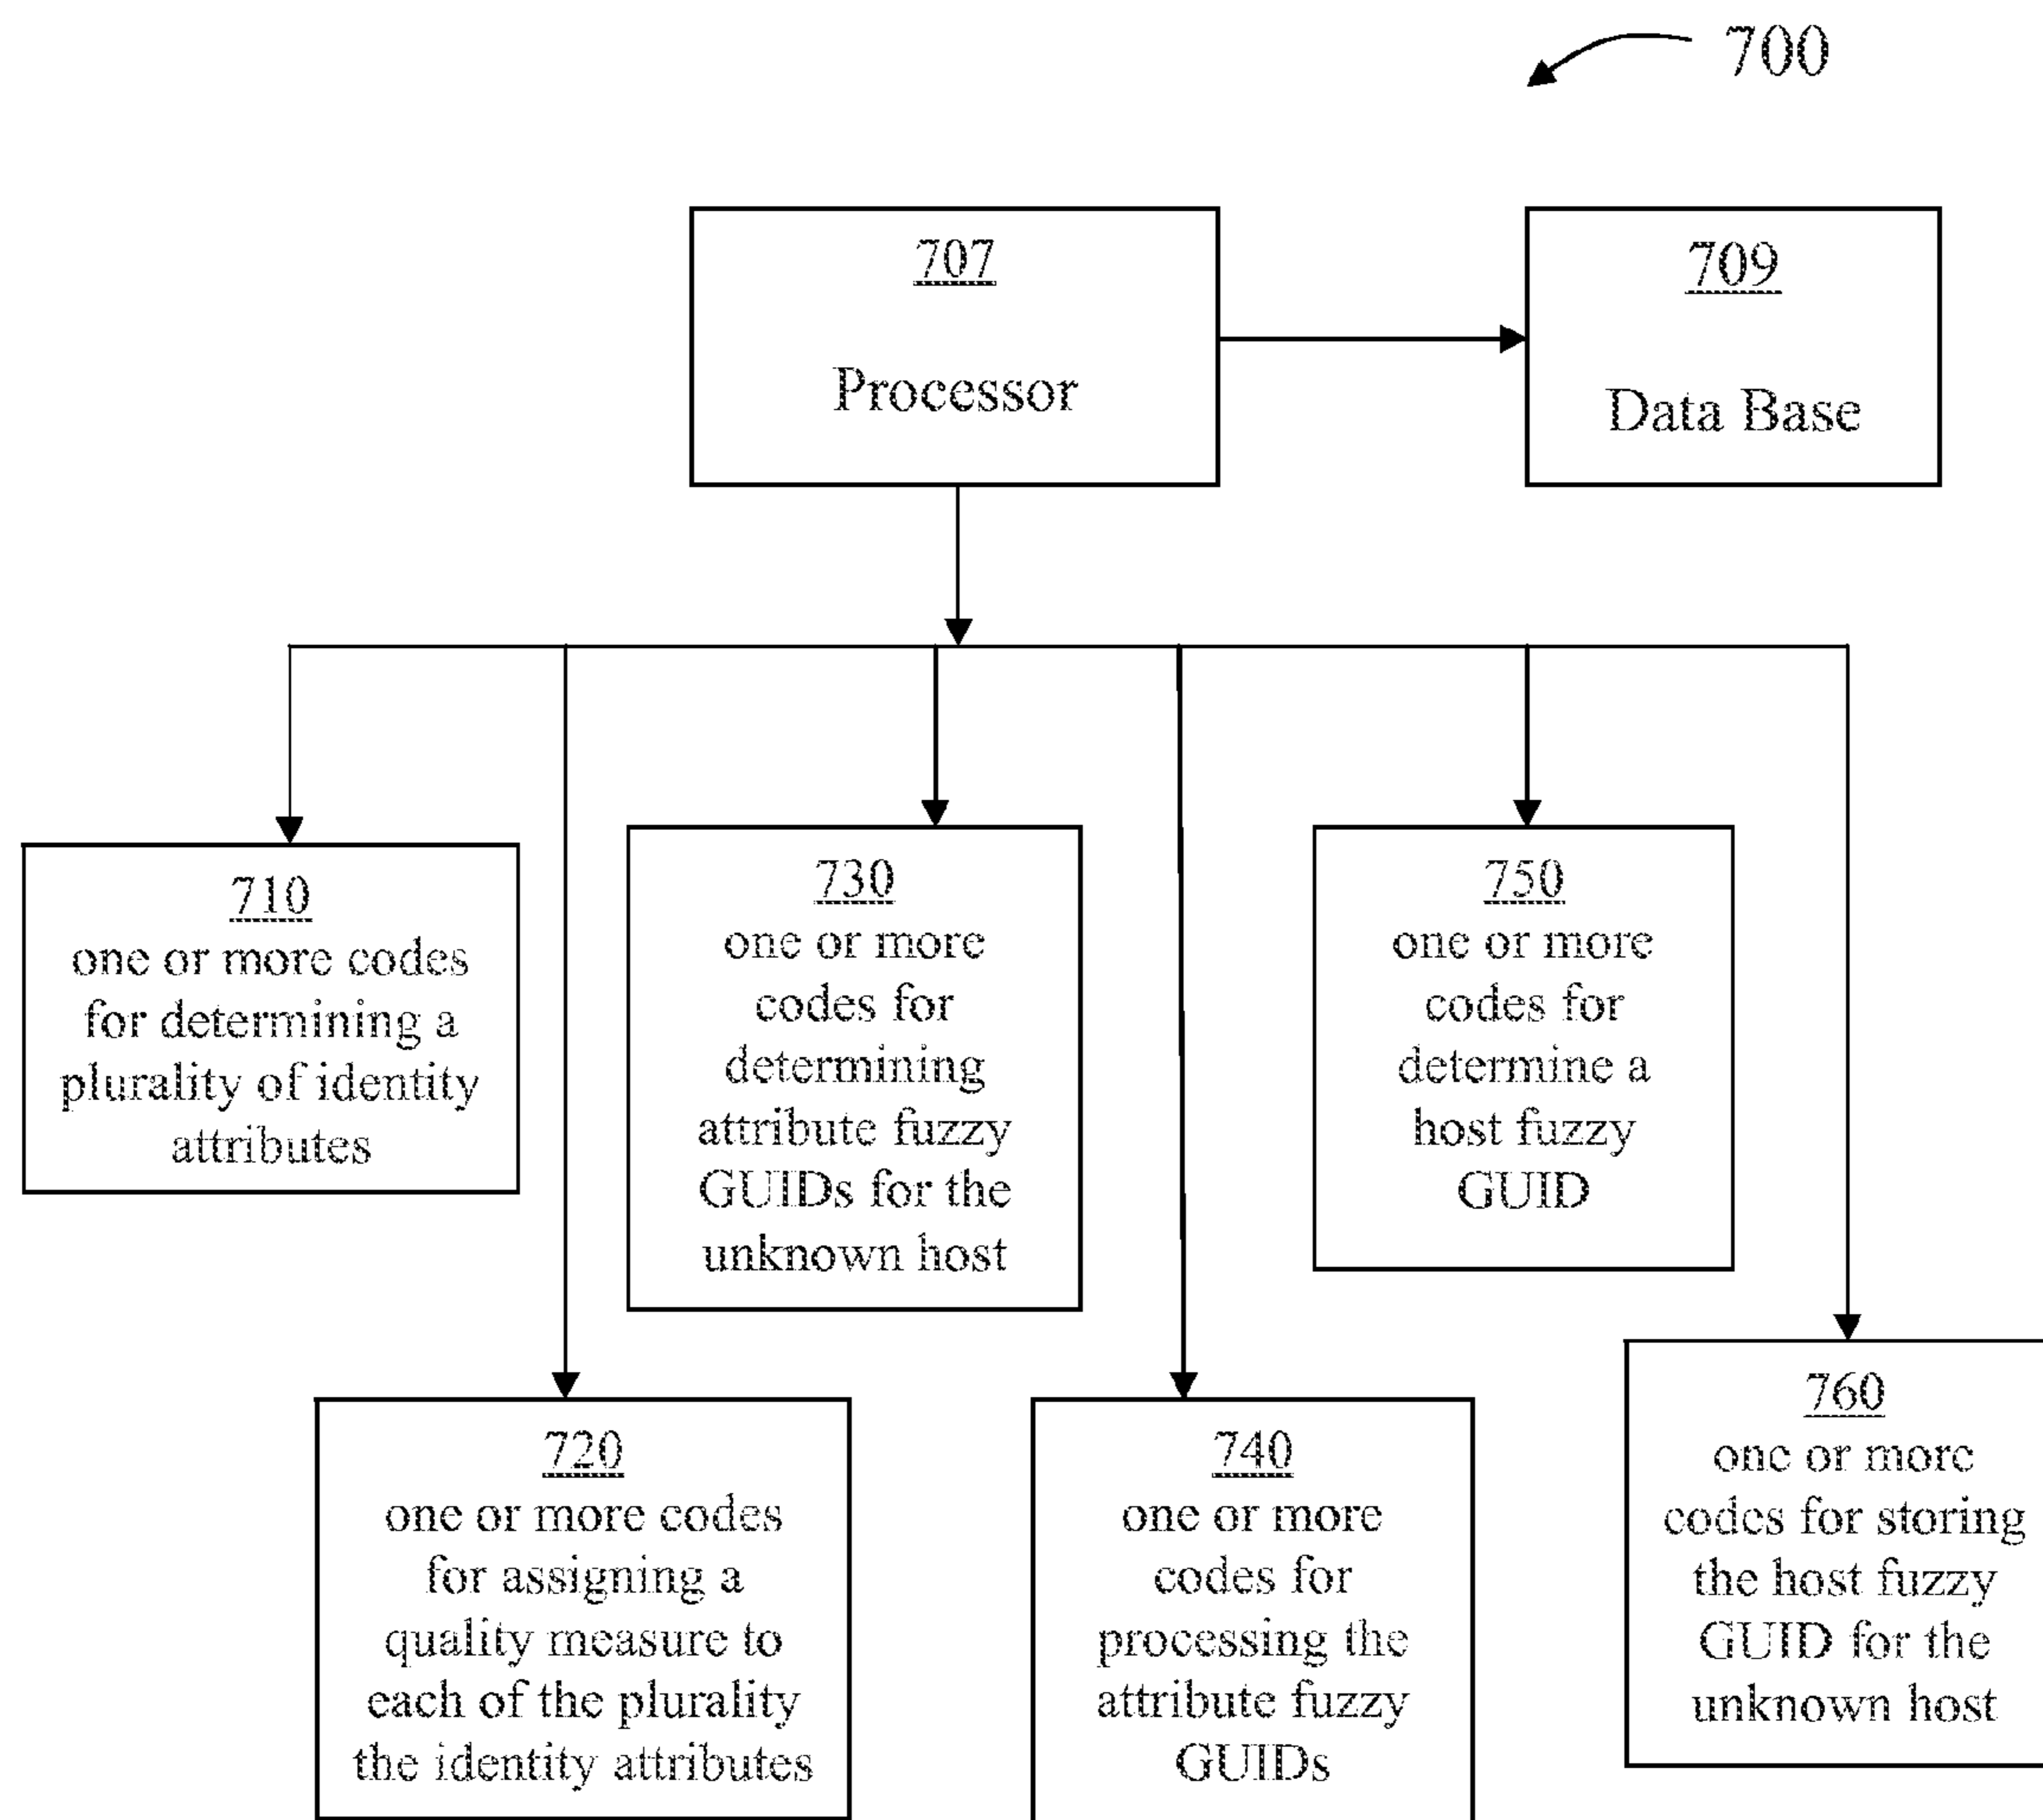 700
707
Processor
709
Data Base
710
one or more codes
for determining a
plurality of identity
attributes
730
one or more
codes for
determining
attribute fuzzy
GUIDs for the
unknown host
750
one or more
codes for
determine a
host fuzzy
GUID
720
one or more codes
for assigning a
quality measure to
each of the plurality
the identity attributes
740
one or more
codes for
processing the
attribute fuzzy
GUIDs
760
one or more
codes for storing
the host fuzzy
GUID for the
unknown host